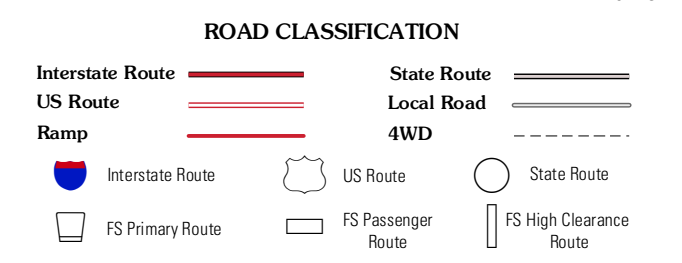 ROAD CLASSIFICATION
Interstate Route
State Route
US Route
Local Road
Ramp
4WD
Interstate Route
US Route
State Route
FS Primary Route
FS Passenger
Route
FS High Clearance
Route